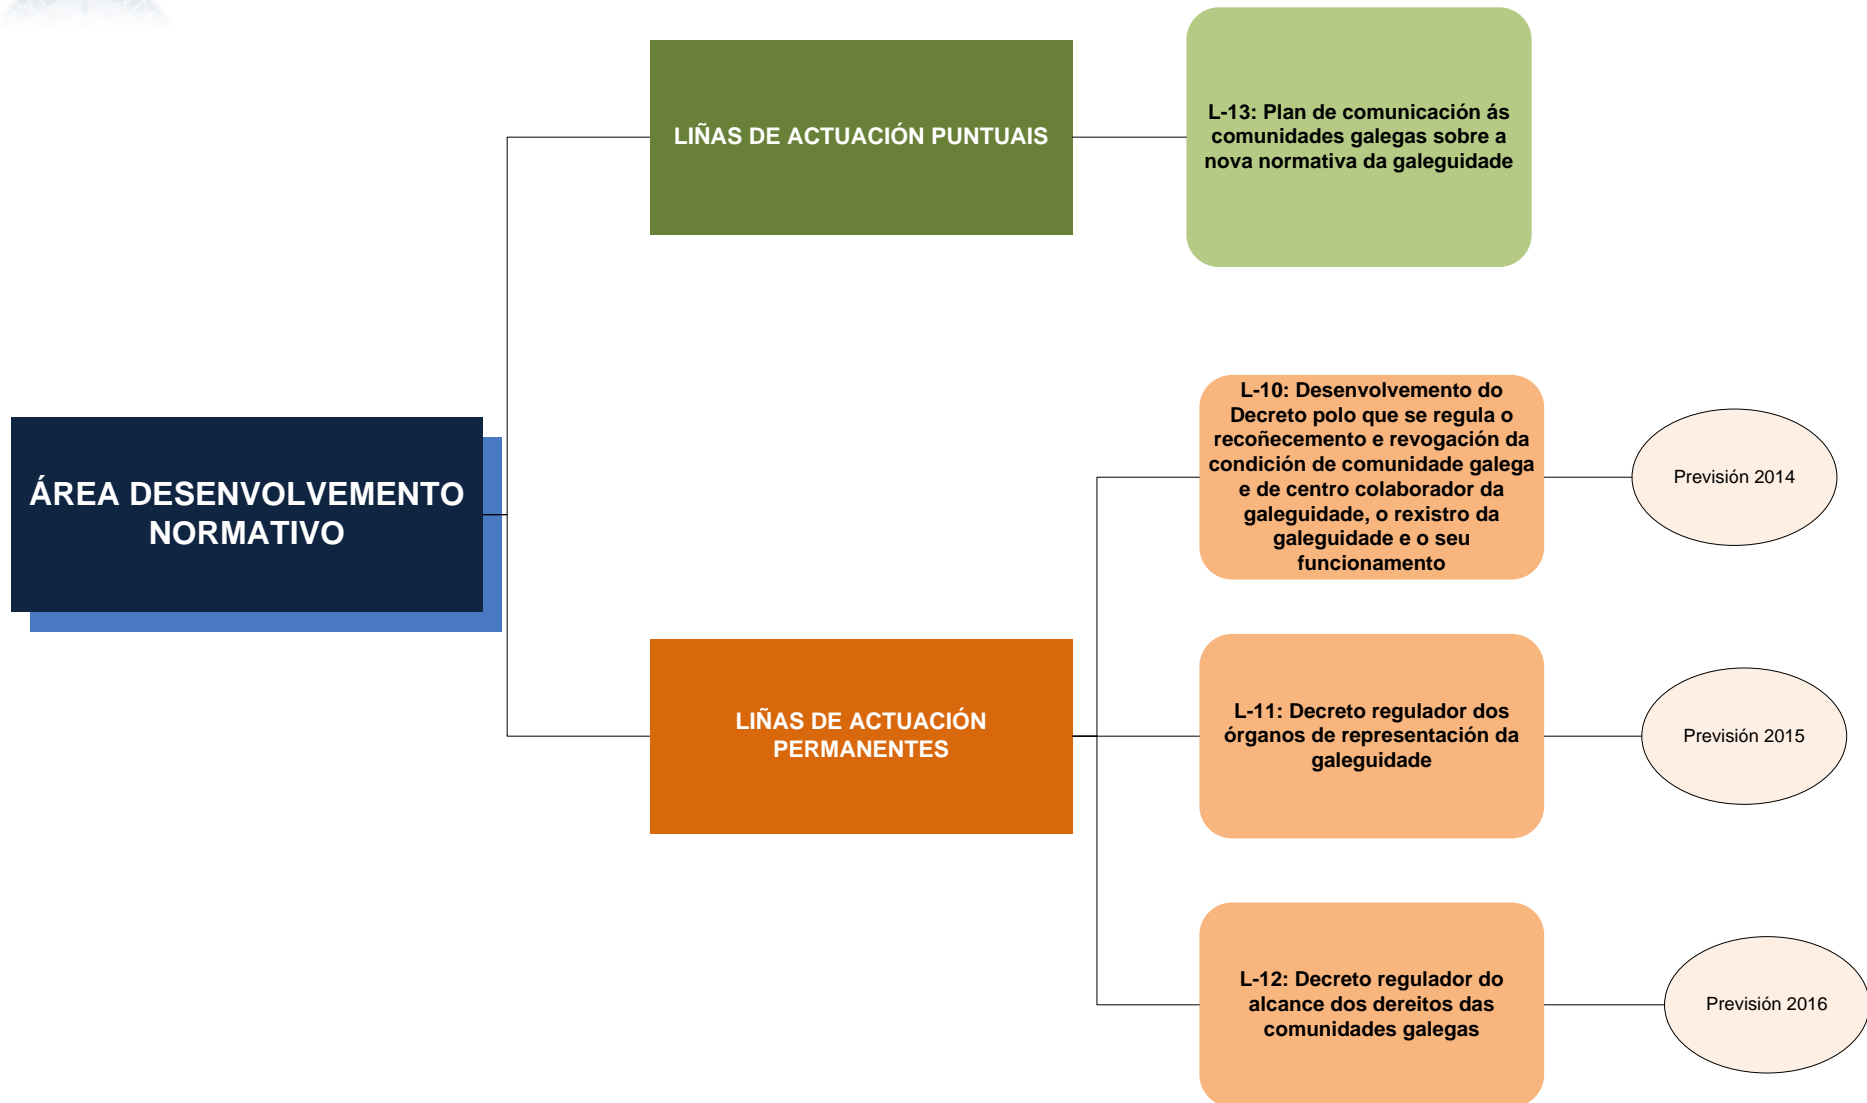 ÁREA DESENVOLVEMENTO
NORMATIVO
LIÑAS DE ACTUACIÓN PUNTUAIS
L-13: Plan de comunicación ás
comunidades galegas sobre a
nova normativa da galeguidade
LIÑAS DE ACTUACIÓN
PERMANENTES
L-10: Desenvolvemento do
Decreto polo que se regula o
recoñecemento e revogación da
condición de comunidade galega
e de centro colaborador da
galeguidade, o rexistro da
galeguidade e o seu
funcionamento
Previsión 2014
L-11: Decreto regulador dos
órganos de representación da
galeguidade
Previsión 2015
L-12: Decreto regulador do
alcance dos dereitos das
comunidades galegas
Previsión 2016